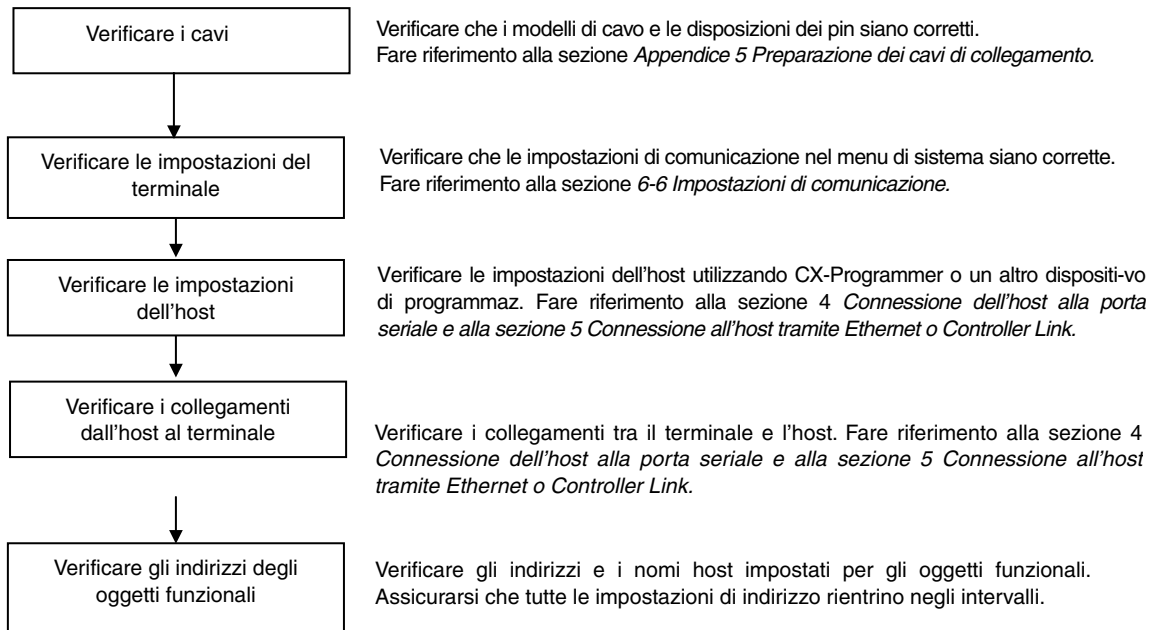 Verificare i cavi
Verificare che i modelli di cavo e le disposizioni dei pin siano corretti.
Fare riferimento alla sezione Appendice 5 Preparazione dei cavi di collegamento.
Verificare le impostazioni del
terminale
Verificare che le impostazioni di comunicazione nel menu di sistema siano corrette.
Fare riferimento alla sezione 6-6 Impostazioni di comunicazione.
Verificare le impostazioni
dell'host
Verificare le impostazioni dell'host utilizzando CX-Programmer o un altro dispositi-vo
di programmaz. Fare riferimento alla sezione 4 Connessione dell'host alla porta
seriale e alla sezione 5 Connessione all'host tramite Ethernet o Controller Link.
Verificare i collegamenti
dall'host al terminale
Verificare i collegamenti tra il terminale e l'host. Fare riferimento alla sezione 4
Connessione dell'host alla porta seriale e alla sezione 5 Connessione all'host
tramite Ethernet o Controller Link.
Verificare gli indirizzi degli
oggetti funzionali
Verificare gli indirizzi e i nomi host impostati per gli oggetti funzionali.
Assicurarsi che tutte le impostazioni di indirizzo rientrino negli intervalli.